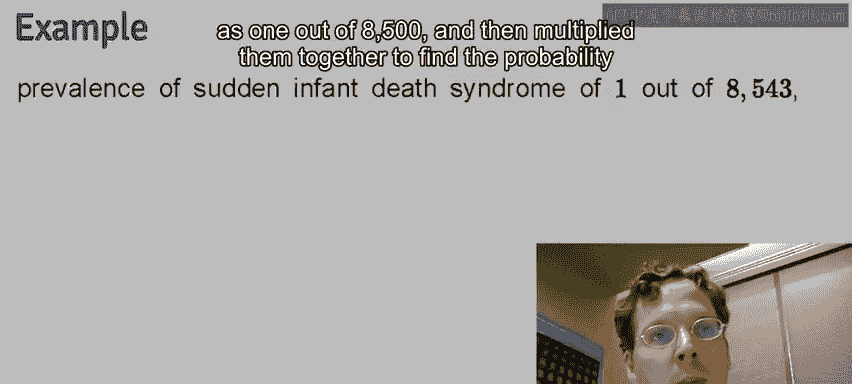 Example
as one out of 8,500, and then multiplied
them together to find the probability
prevalence of sudden infant death syndrome of 1 out of 8,543,